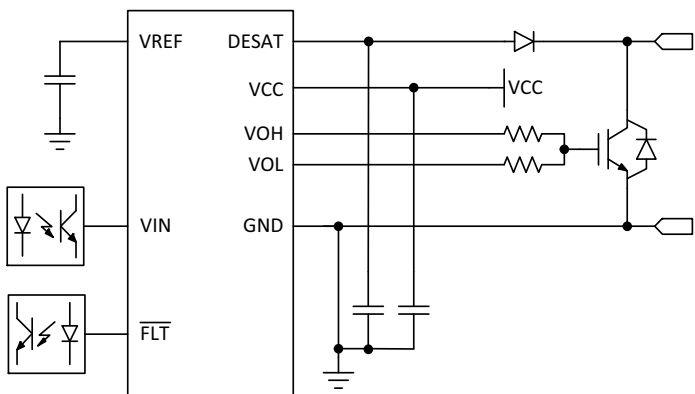 VREF
DESAT
VCC
VCC
VOH
VOL
VIN
GND
FLT